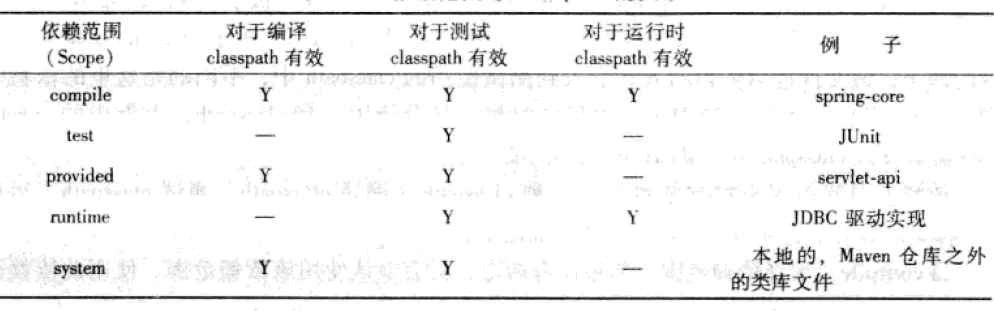 依赖范围 (Scope) 对于编译 classpath 有效 对于测试 classpath 有效 对于运行时 classpath 有效 例 子
compile Y Y Y spring-core
test — Y — JUnit
provided Y Y — servlet-api
runtime — Y Y JDBC 驱动实现
system Y Y — 本地的，Maven 仓库之外
的类库文件